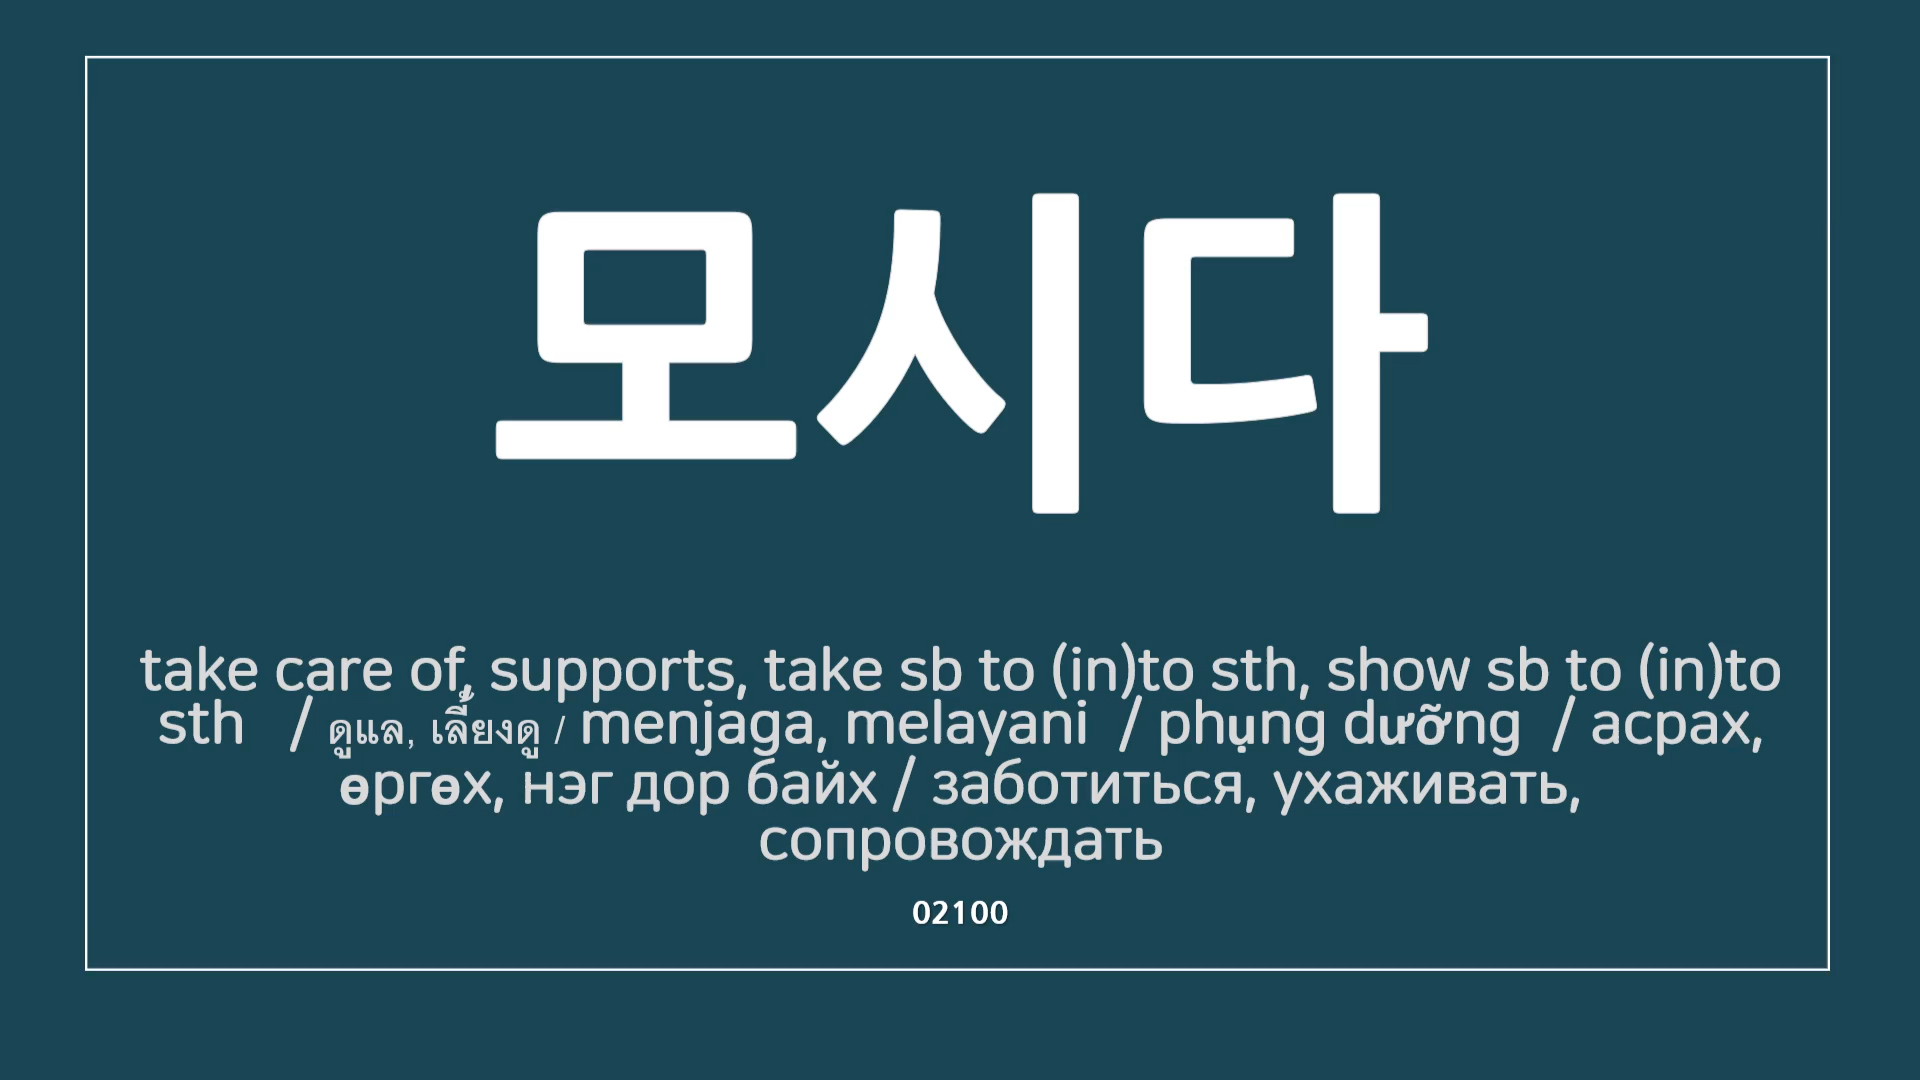 모시다
take care of, supports, take sb to (in)to sth, show sb to (in)to
sth / ดูแล, เลี้ยงดู / menjaga, melayani / phụng dưỡng / асрах,
өргөх, нэг дор байх / заботиться, ухаживать,
сопровождать
02100